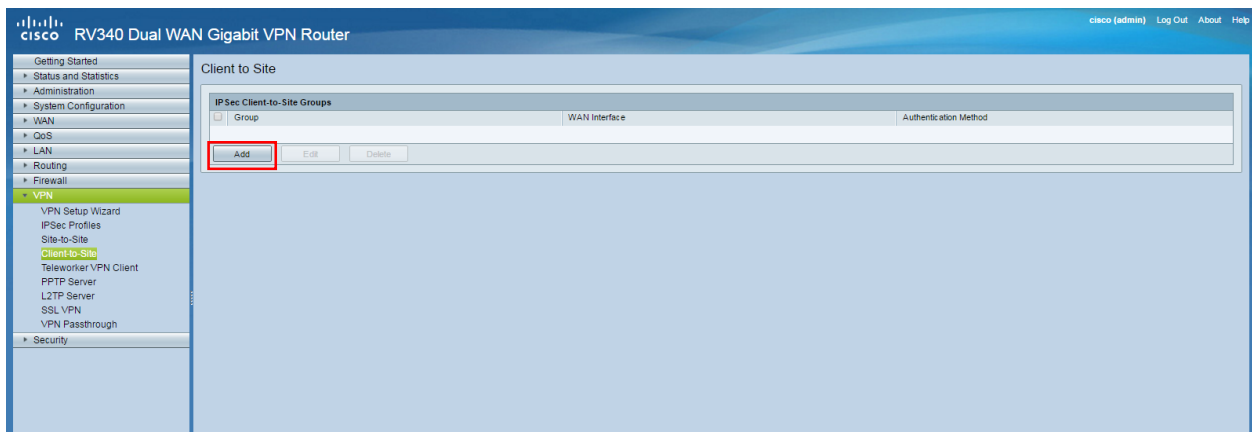 cisco (admin) Log Out About Help
cisco RV340 Dual WAN Gigabit VPN Router
Getting Started
Status and Statistics
Administration
System Configuration
WAN
QoS
LAN
Routing
Firewall
VPN
VPN Setup Wizard
IPSec Profiles
Site-to-Site
Client-to-Site
Teleworker VPN Client
PPTP Server
L2TP Server
SSL VPN
VPN Passthrough
Security
Client to Site
IPSec Client-to-Site Groups
Group WAN Interface Authentication Method
Add Edit Delete